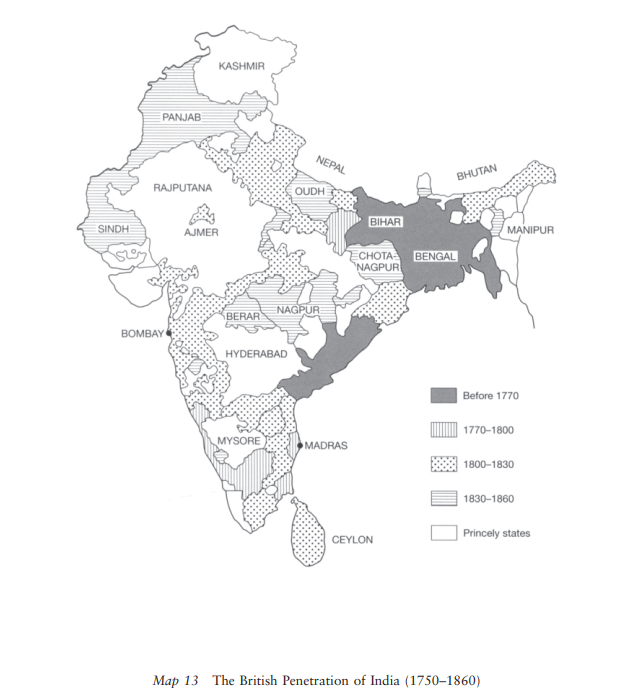 KASHMIR
PANJAB
NEPAL
BHUTAN
RAJPUTANA
OUDH
SINDH
AJMER
BIHAR
MANIPUR
CHOTA-
NAGPUR
BENGAL
BERAR
NAGPUR
BOMBAY
HYDERABAD
MYSORE
MADRAS
CEYLON
Before 1770
1770–1800
1800–1830
1830–1860
Princely states
Map 13 The British Penetration of India (1750–1860)